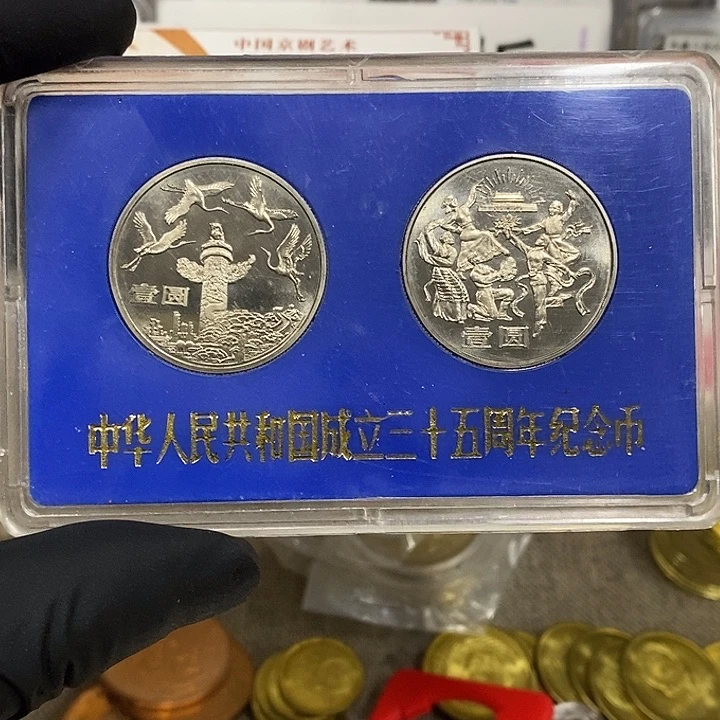 中国京剧艺术
壹圆
壹圆
中华人民共和国成立三十五周年纪念币